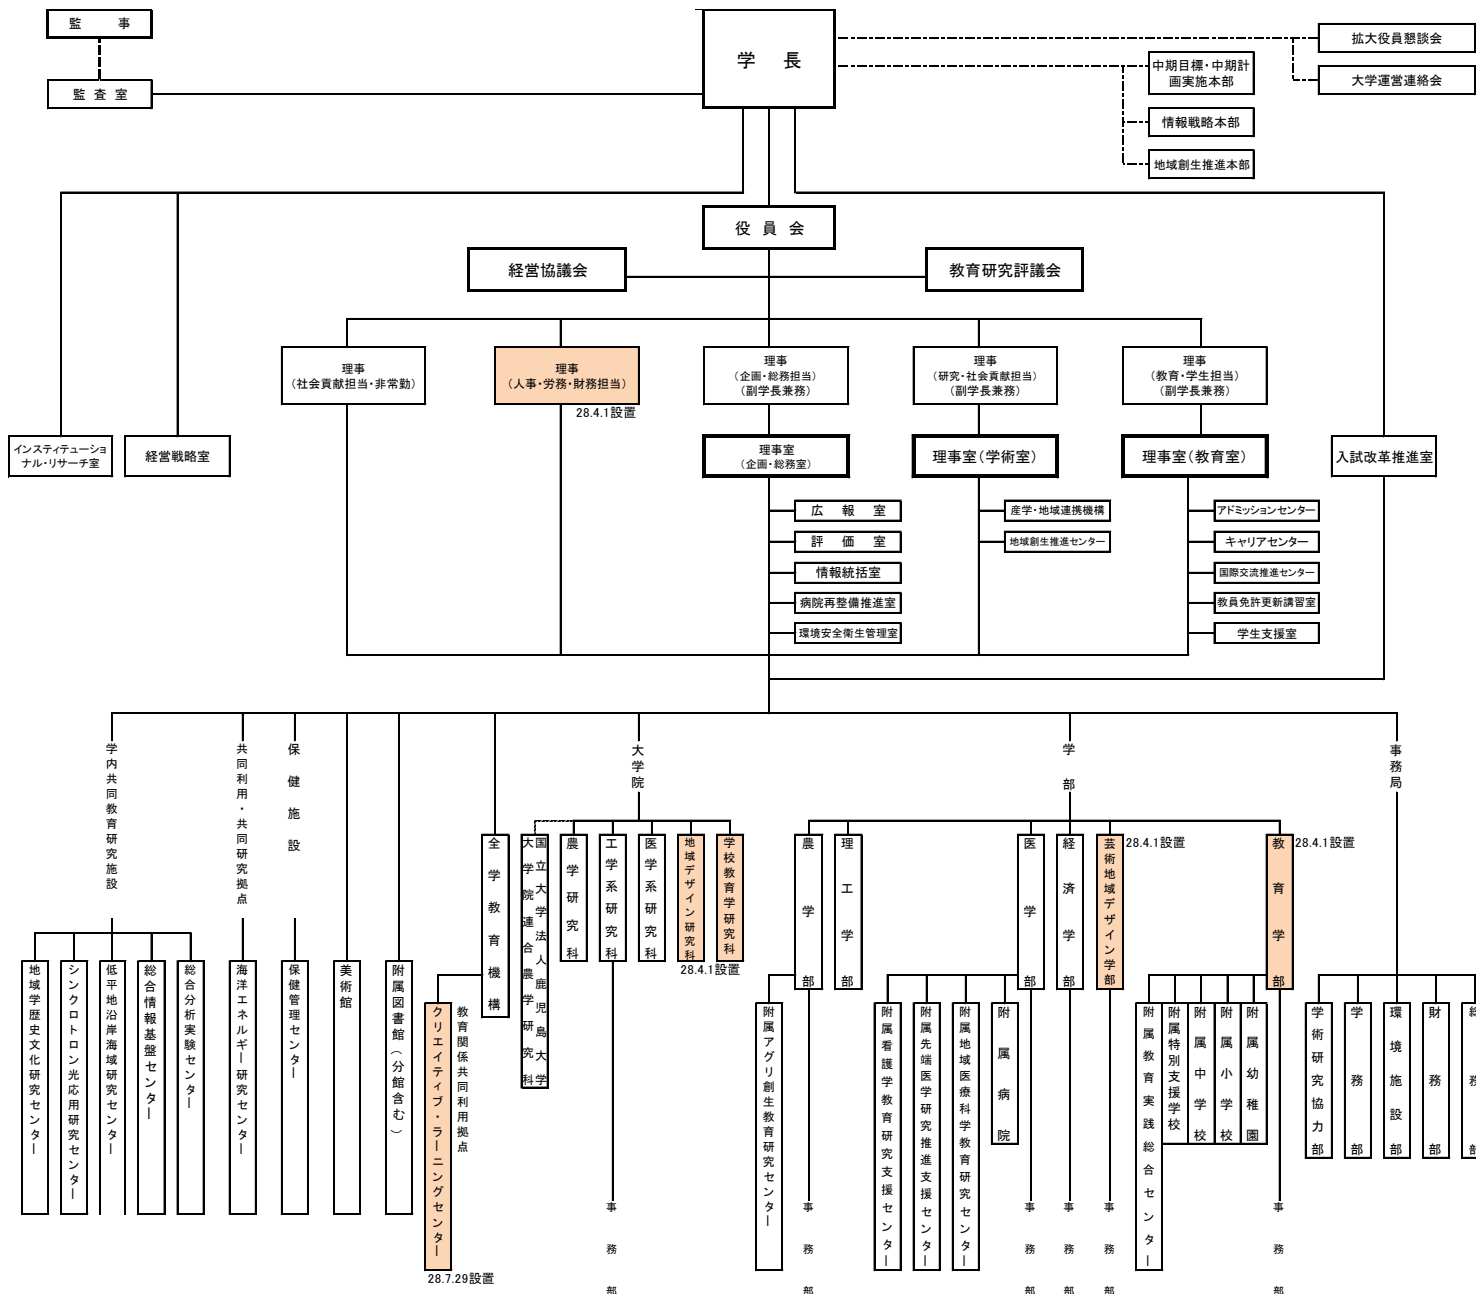 監 事
監 査 室
学 長
拡大役員懇談会
大学運営連絡会
中期目標・中期計
画実施本部
情報戦略本部
地域創生推進本部
役 員 会
経営協議会
教育研究評議会
理事
（社会貢献担当・非常勤）
理事
（人事・労務・財務担当）
28.4.1設置
理事
（企画・総務担当）
（副学長兼務）
理事
（研究・社会貢献担当）
（副学長兼務）
理事
（教育・学生担当）
（副学長兼務）
インスティテューショ
ナル・リサーチ室
経営戦略室
理事室
（企画・総務室）
理事室（学術室）
理事室（教育室）
入試改革推進室
広 報 室
評 価 室
情報統括室
病院再整備推進室
環境安全衛生管理室
産学・地域連携機構
地域創生推進センター
アドミッションセンター
キャリアセンター
国際交流推進センター
教員免許更新講習室
学生支援室
学内共同教育研究施設
共同利用・共同研究拠点
保健施設
大学院
学部
事務局
地域学歴史文化研究センター
シンクロトロン光応用研究センター
低平地沿岸海域研究センター
総合情報基盤センター
総合分析実験センター
海洋エネルギー研究センター
保健管理センター
美術館
附属図書館（分館含む）
全学教育機構
クリエイティブ・ラーニングセンター
教育関係共同利用拠点
28.7.29設置
国立大学法人鹿児島大学
大学院連合農学研究科
農学研究科
工学系研究科
事務部
医学系研究科
地域デザイン研究科
学校教育学研究科
28.4.1設置
農学部
附属アグリ創生教育研究センター
事務部
理工学部
医学部
附属看護学教育研究支援センター
附属先端医学研究推進支援センター
附属地域医療科学教育研究センター
附属病院
事務部
経済学部
事務部
芸術地域デザイン学部
28.4.1設置
事務部
教育学部
28.4.1設置
附属教育実践総合センター
附属特別支援学校
附属中学校
附属小学校
附属幼稚園
事務部
学術研究協力部
学務部
環境施設部
財務部